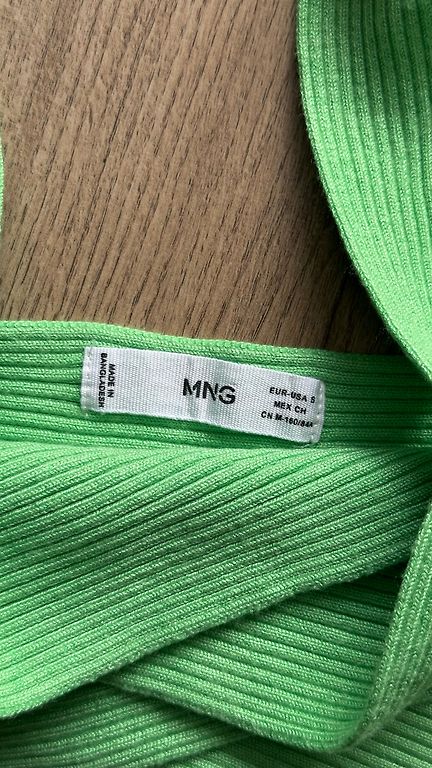 MADE IN
BANGLADESH
MNG
EUR-USA S
MEX CH
CN M-160/84A